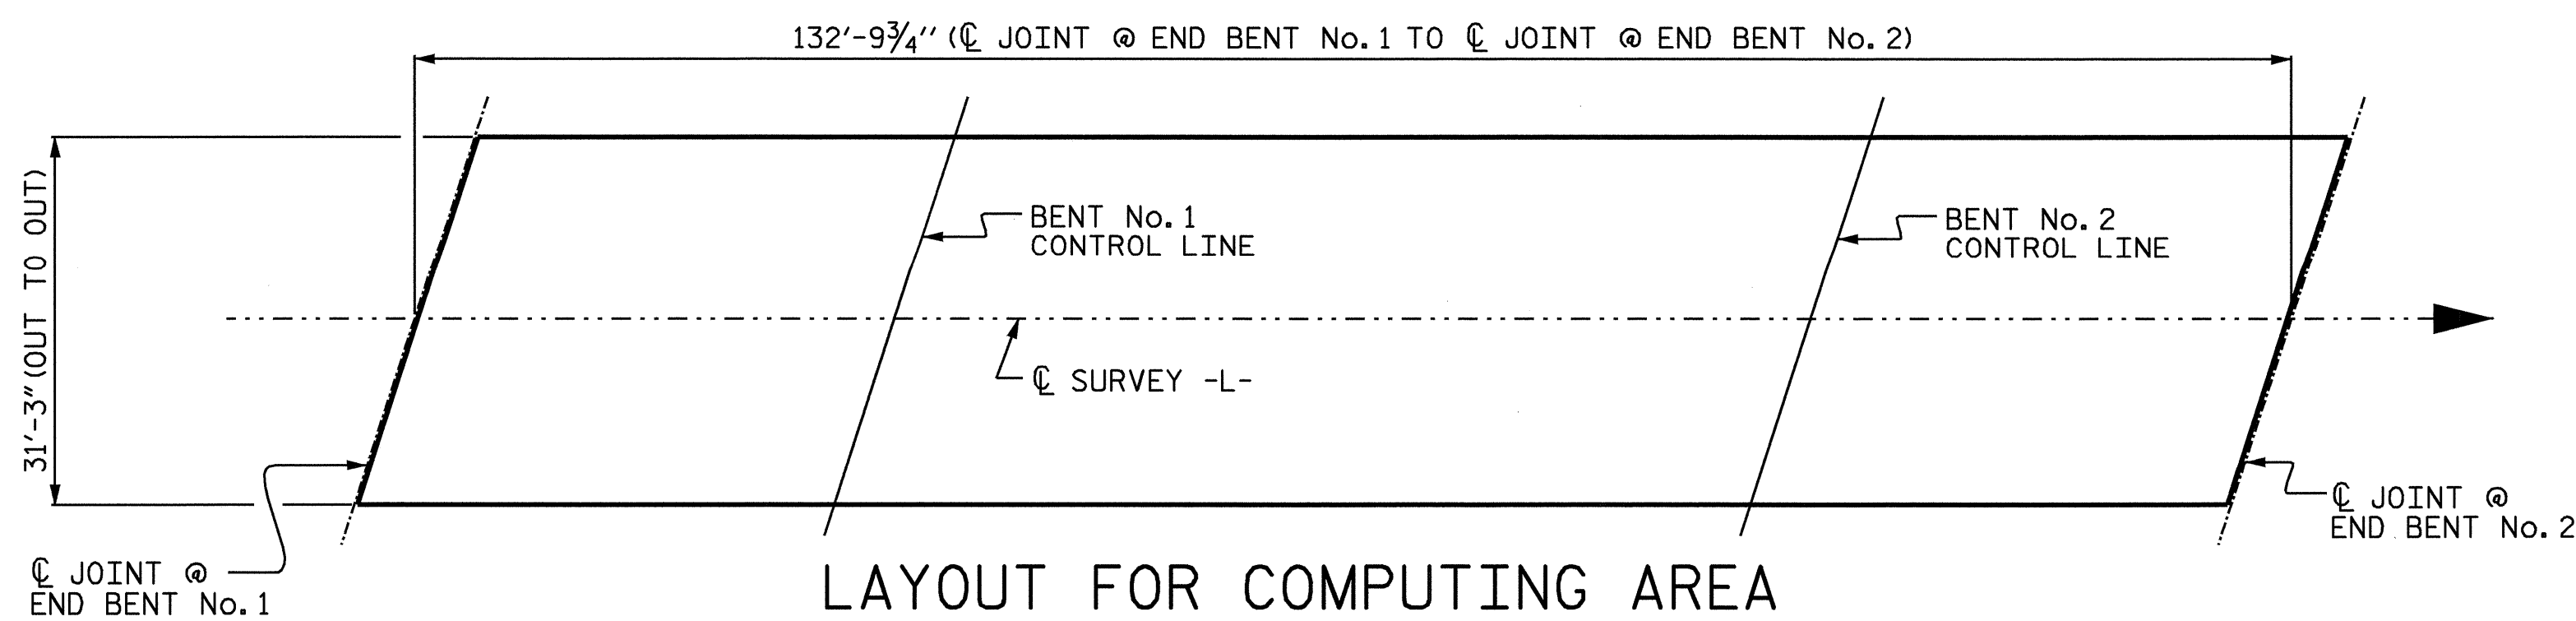 132'-9¾" (℄ JOINT @ END BENT No. 1 TO ℄ JOINT @ END BENT No. 2)
31'-3" (OUT TO OUT)
BENT No. 1
CONTROL LINE
BENT No. 2
CONTROL LINE
℄ SURVEY -L-
℄ JOINT @
END BENT No. 1
℄ JOINT @
END BENT No. 2
LAYOUT FOR COMPUTING AREA